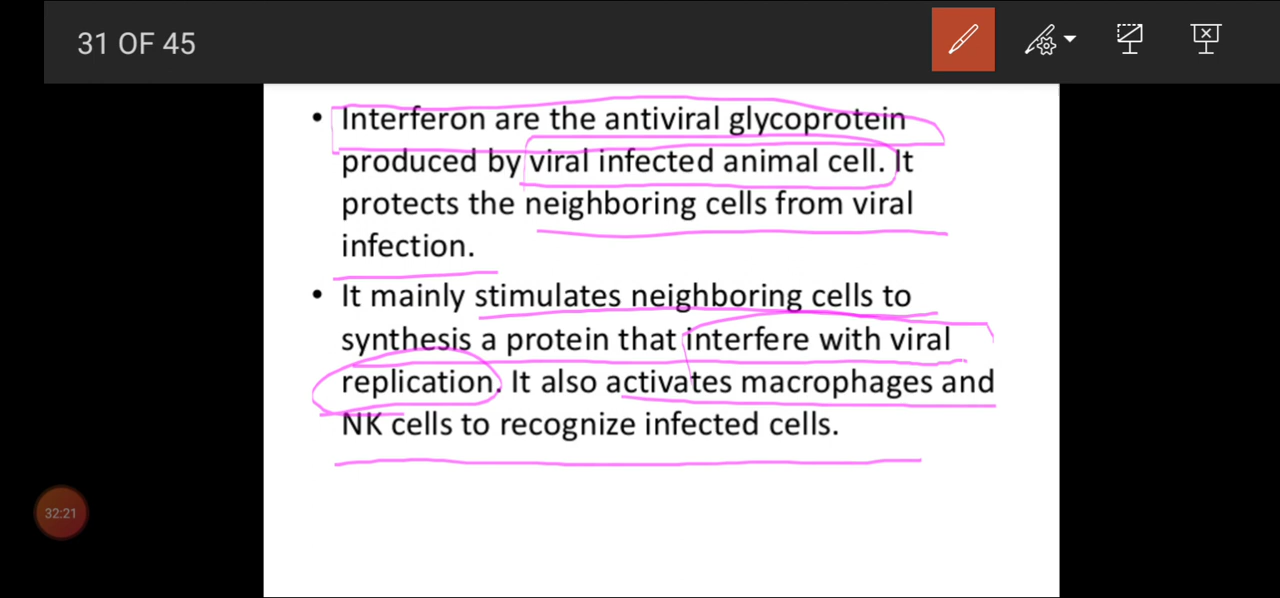 31 OF 45
• Interferon are the antiviral glycoprotein
produced by viral infected animal cell. It
protects the neighboring cells from viral
infection.
• It mainly stimulates neighboring cells to
synthesis a protein that interfere with viral
replication. It also activates macrophages and
NK cells to recognize infected cells.
32:21